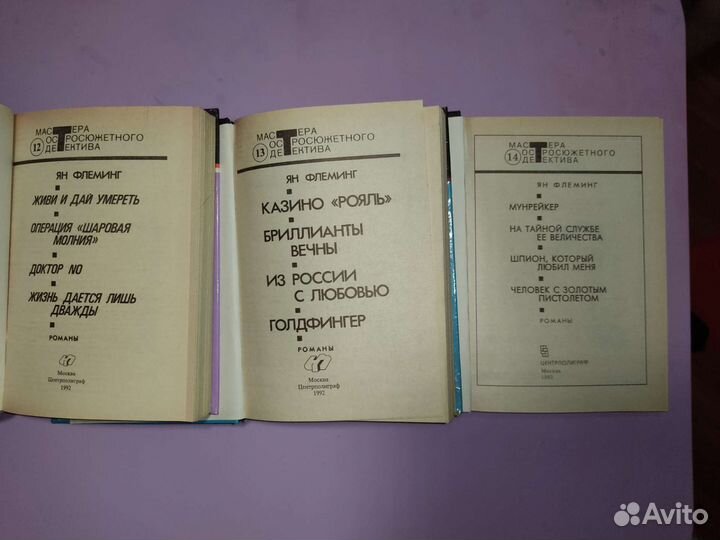 МАСТЕРА
12 ОСТРОСЮЖЕТНОГО
ДЕТЕКТИВА
ЯН ФЛЕМИНГ
ЖИВИ И ДАЙ УМЕРЕТЬ
ОПЕРАЦИЯ «ШАРОВАЯ
МОЛНИЯ»
ДОКТОР NO
ЖИЗНЬ ДАЕТСЯ ЛИШЬ
ДВАЖДЫ
РОМАНЫ
Москва
Центрполиграф
1992
МАСТЕРА
13 ОСТРОСЮЖЕТНОГО
ДЕТЕКТИВА
ЯН ФЛЕМИНГ
КАЗИНО «РОЯЛЬ»
БРИЛЛИАНТЫ
ВЕЧНЫ
ИЗ РОССИИ
С ЛЮБОВЬЮ
ГОЛДФИНГЕР
РОМАНЫ
Москва
Центрполиграф
1992
МАСТЕРА
14 ОСТРОСЮЖЕТНОГО
ДЕТЕКТИВА
ЯН ФЛЕМИНГ
МУНРЕЙКЕР
НА ТАЙНОЙ СЛУЖБЕ
ЕЕ ВЕЛИЧЕСТВА
ШПИОН, КОТОРЫЙ
ЛЮБИЛ МЕНЯ
ЧЕЛОВЕК С ЗОЛОТЫМ
ПИСТОЛЕТОМ
РОМАНЫ
ЦЕНТРПОЛИГРАФ
Москва
1992
Avito